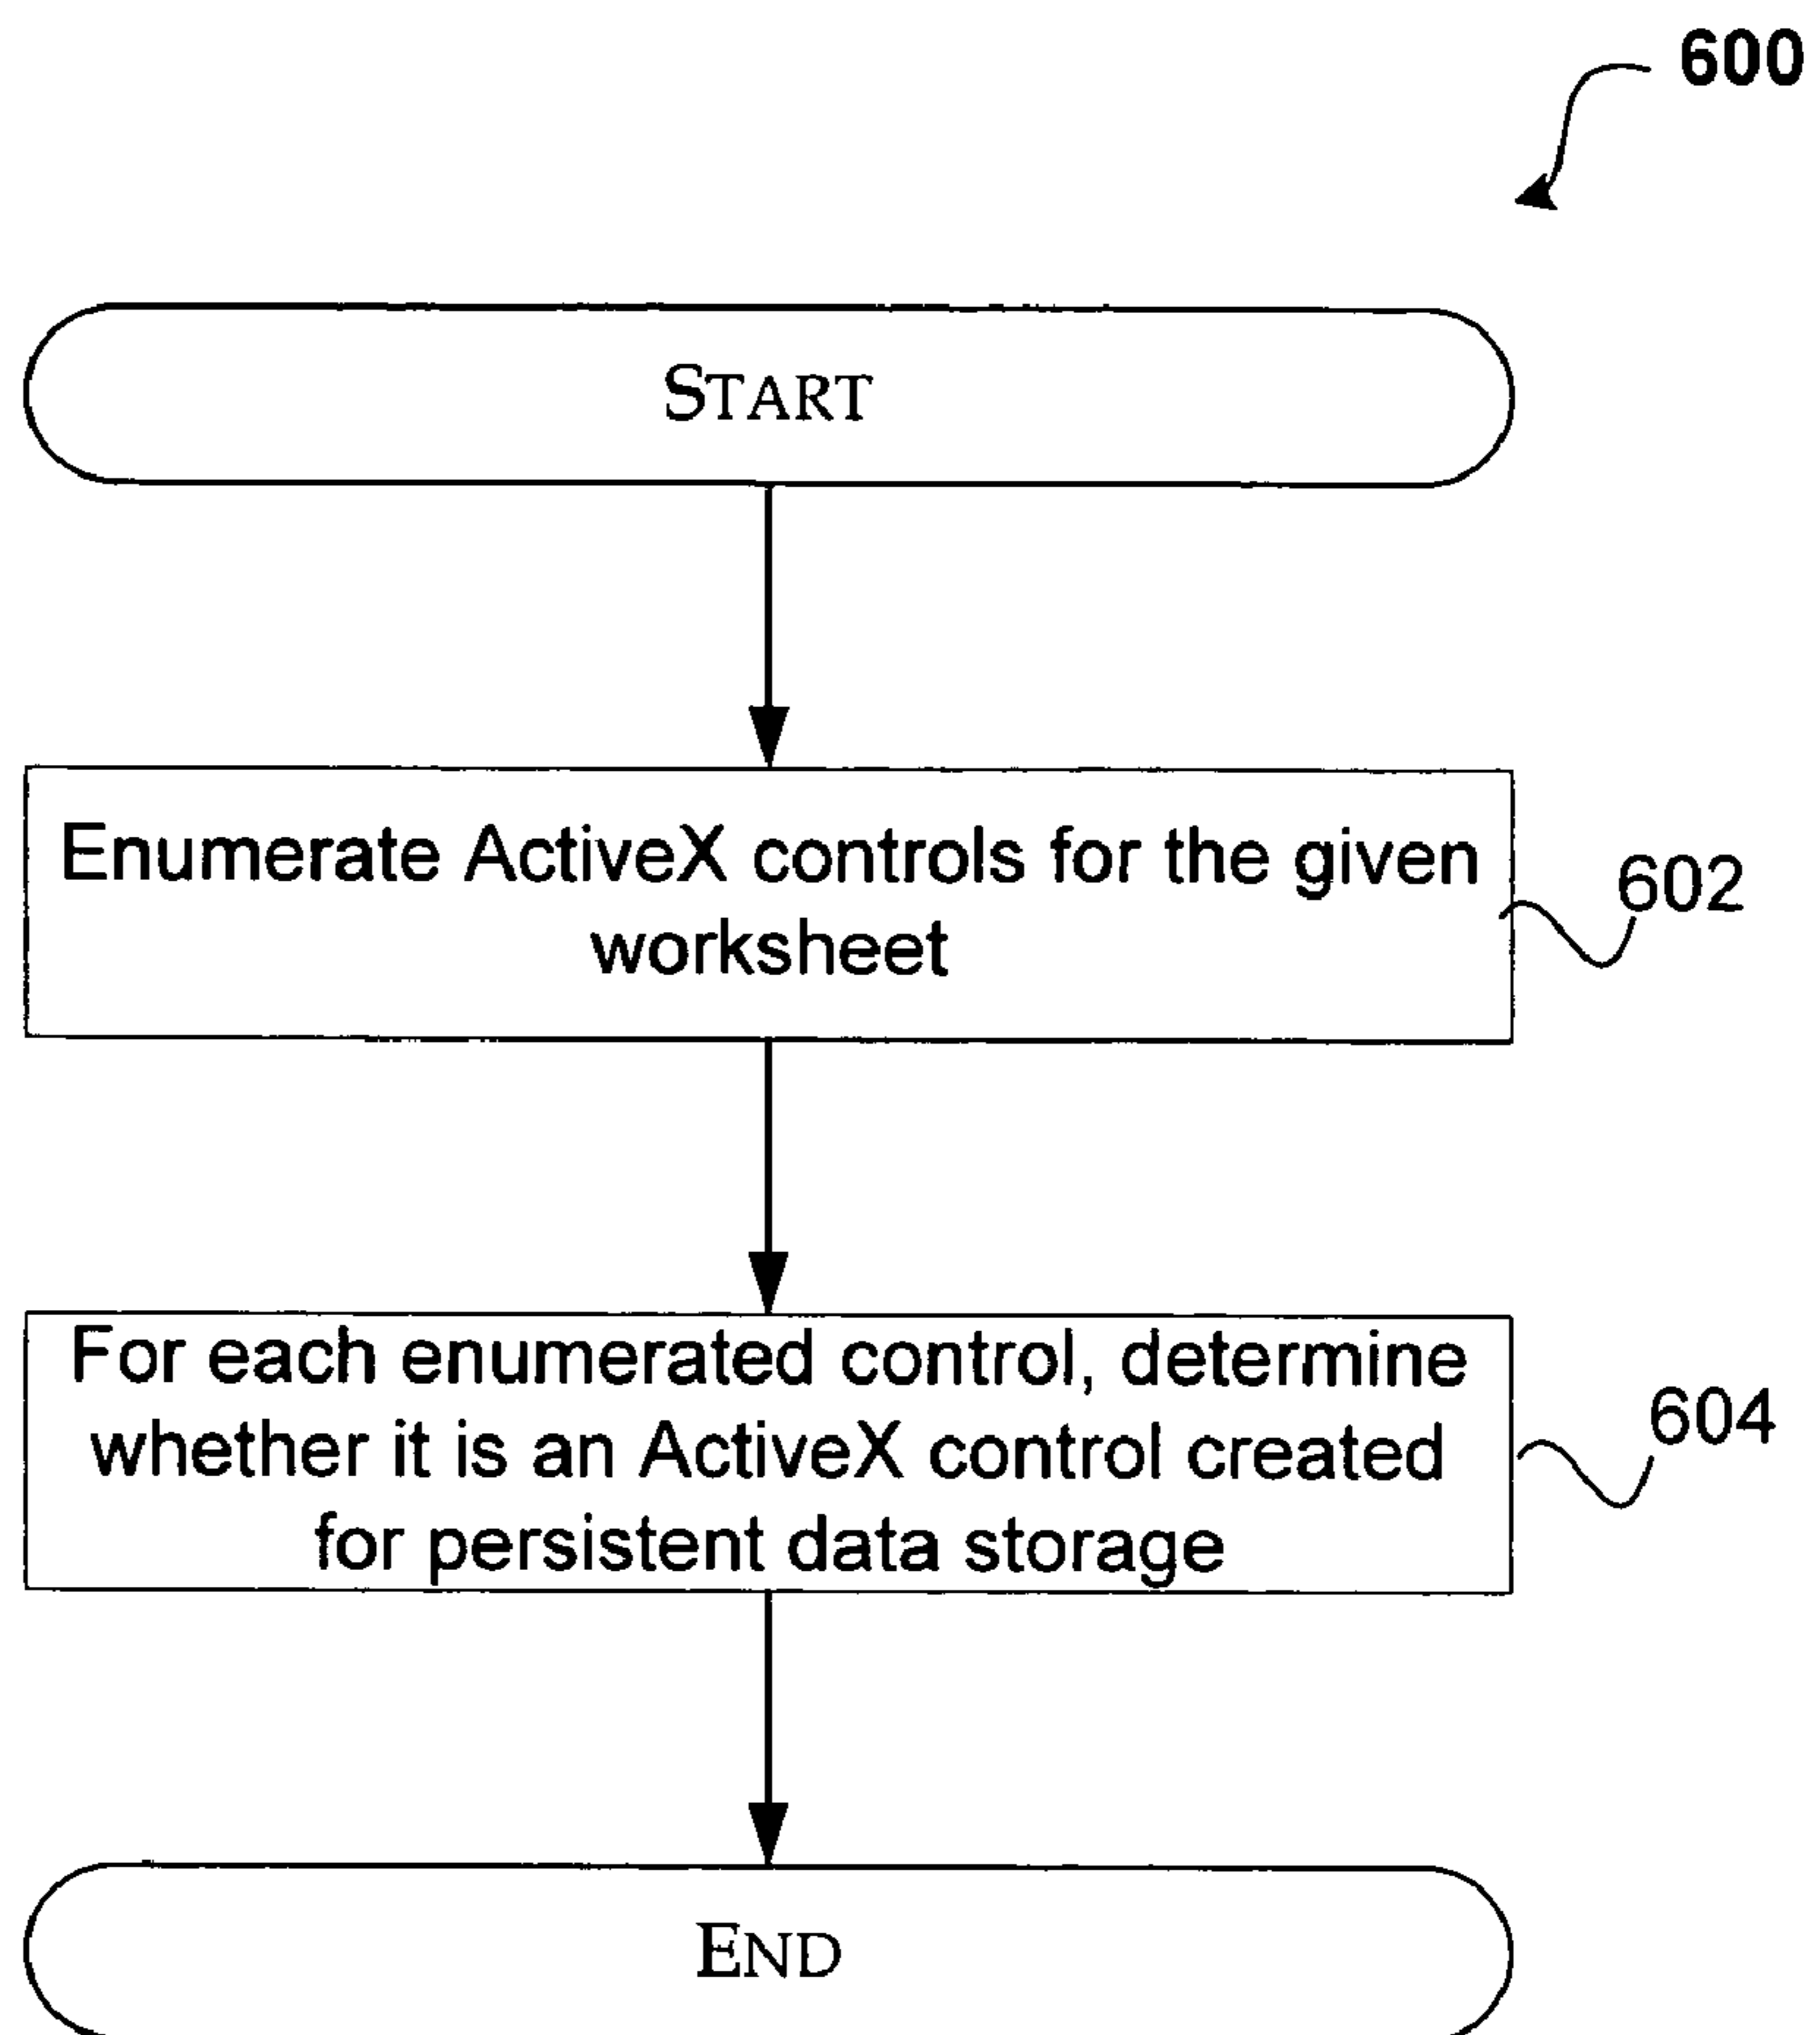 600
START
Enumerate ActiveX controls for the given
worksheet
602
For each enumerated control, determine
whether it is an ActiveX control created
for persistent data storage
604
END